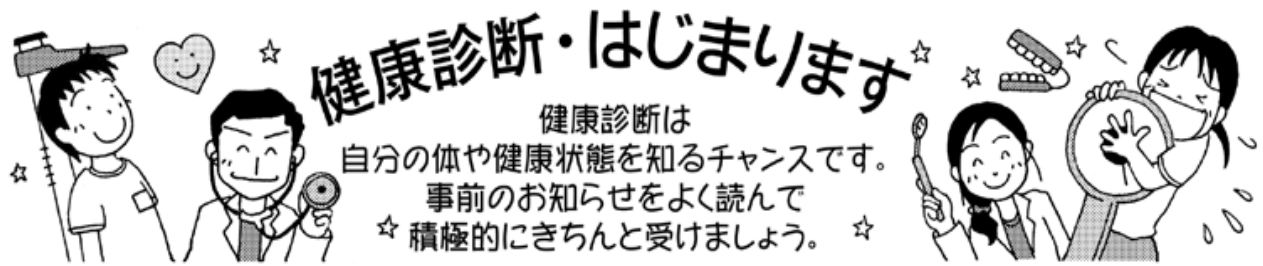 健康診断・はじまります
健康診断は
自分の体や健康状態を知るチャンスです。
事前のお知らせをよく読んで
積極的にきちんと受けましょう。